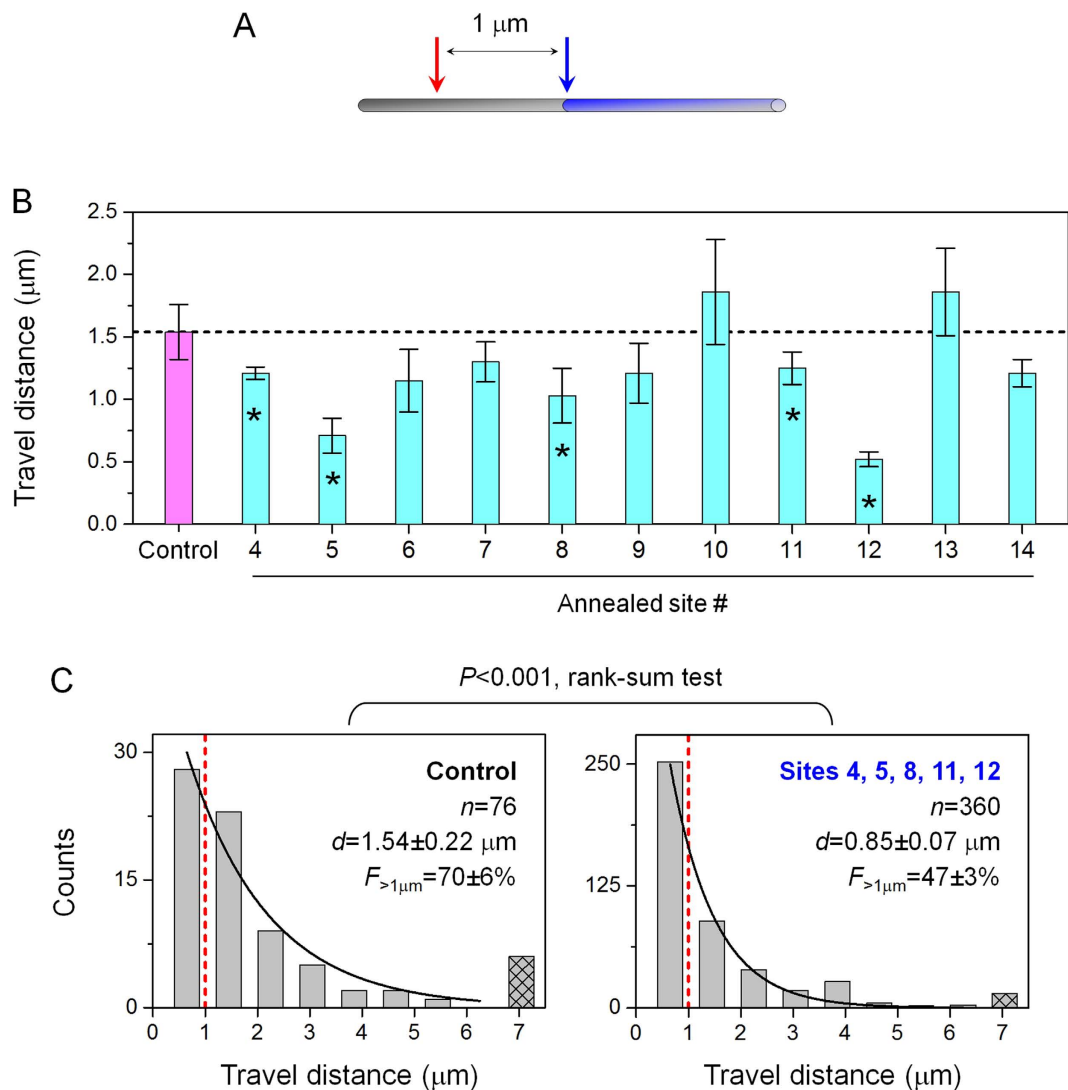 A
1 μm
B
Travel distance (μm)
2.5
2.0
1.5
1.0
0.5
0.0
* * * * *
Control 4 5 6 7 8 9 10 11 12 13 14
Annealed site #
C
P<0.001, rank-sum test
Counts
30
15
0
Control
n=76
d=1.54±0.22 μm
F>1μm=70±6%
0 1 2 3 4 5 6 7
Travel distance (μm)
250
125
0
Sites 4, 5, 8, 11, 12
n=360
d=0.85±0.07 μm
F>1μm=47±3%
0 1 2 3 4 5 6 7
Travel distance (μm)